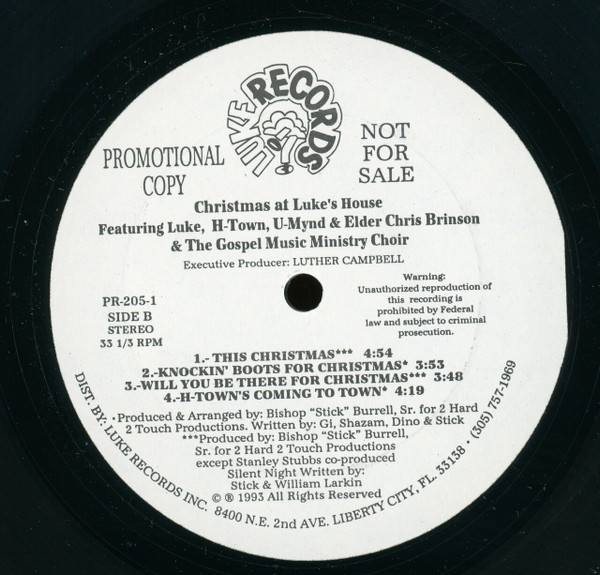 LUKE RECORDS
PROMOTIONAL
COPY
NOT
FOR
SALE
Christmas at Luke's House
Featuring Luke, H-Town, U-Mynd & Elder Chris Brinson
& The Gospel Music Ministry Choir
Executive Producer: LUTHER CAMPBELL
PR-205-1
SIDE B
STEREO
33 1/3 RPM
Warning:
Unauthorized reproduction of
this recording is
prohibited by Federal
law and subject to criminal
prosecution.
1.- THIS CHRISTMAS*** 4:54
2.-KNOCKIN' BOOTS FOR CHRISTMAS* 3:53
3.-WILL YOU BE THERE FOR CHRISTMAS*** 3:48
4.-H-TOWN'S COMING TO TOWN* 4:19
*Produced & Arranged by: Bishop “Stick” Burrell, Sr. for 2 Hard
2 Touch Productions. Written by: Gi, Shazam, Dino & Stick
***Produced by: Bishop “Stick” Burrell,
Sr. for 2 Hard 2 Touch Productions
except Stanley Stubbs co-produced
Silent Night Written by:
Stick & William Larkin
© ® 1993 All Rights Reserved
DIST. BY: LUKE RECORDS INC. 8400 N.E. 2nd AVE. LIBERTY CITY, FL. 33138 • (305) 757-1969